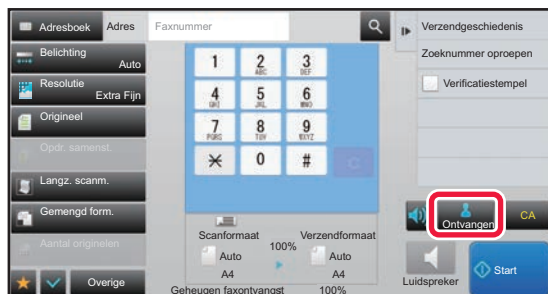 Adresboek
Adres
Faxnummer
Verzendgeschiedenis
Belichting
Auto
Zoeknummer oproepen
Resolutie
Extra Fijn
Verificatiestempel
Origineel
Opdr. samenst.
Langz. scanm.
Gemengd form.
Aantal originelen
Overige
1
2
ABC
3
DEF
4
GHI
5
JKL
6
MNO
7
PQRS
8
TUV
9
WXYZ
0
#
C
Scanformaat
100%
Verzendformaat
Auto
Auto
A4
A4
Geheugen faxontvangst
100%
Ontvangen
CA
Luidspreker
Start